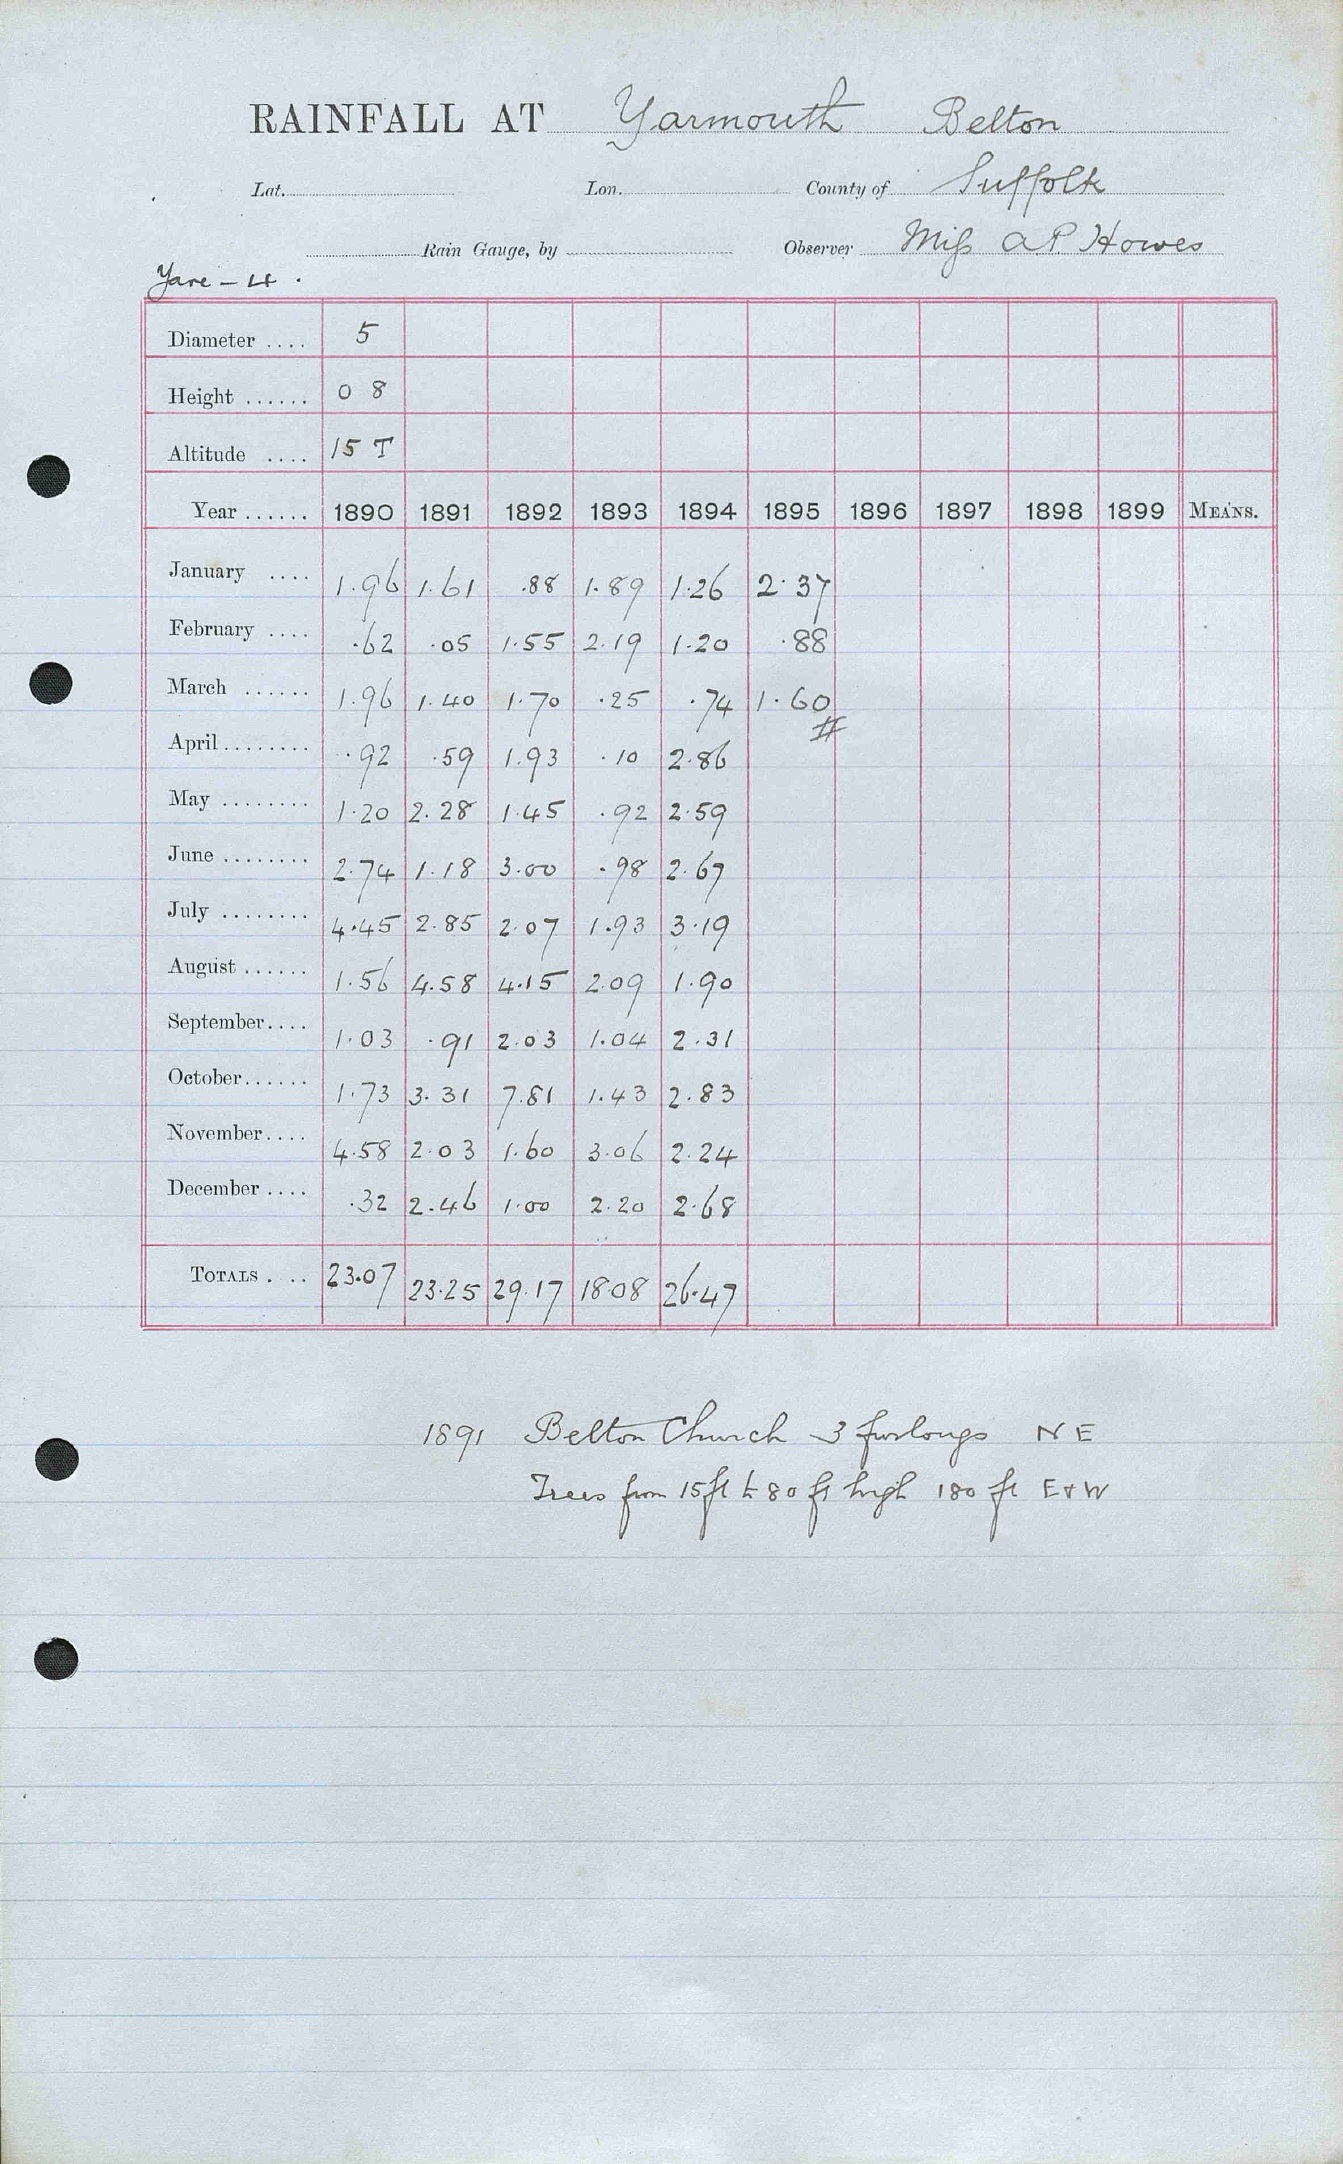 RAINFALL AT Yarmouth Belton
Lat. Lon. County of Suffolk
Rain Gauge, by Observer Miss A P Howes
Yare - 4 .
Diameter .... 5
Height ...... 0 8
Altitude .... 15 T
Year ...... 1890 1891 1892 1893 1894 1895 1896 1897 1898 1899 MEANS.
January .... 1.96 1.61 .88 1.89 1.26 2.37
February .... .62 .05 1.55 2.19 1.20 .88
March ...... 1.96 1.40 1.70 .25 .74 1.60
April ........ .92 .59 1.93 .10 2.86
May ........ 1.20 2.28 1.45 .92 2.59
June ........ 2.74 1.18 3.00 .98 2.67
July ........ 4.45 2.85 2.07 1.93 3.19
August ...... 1.56 4.58 4.15 2.09 1.90
September.... 1.03 .91 2.03 1.04 2.31
October...... 1.73 3.31 7.81 1.43 2.83
November.... 4.58 2.03 1.60 3.06 2.24
December .... .32 2.46 1.00 2.20 2.68
TOTALS . .. 23.07 23.25 29.17 18.08 26.47
1891 Belton Church 3 furlongs N E
Trees from 15 ft to 80 ft high 180 ft E & W